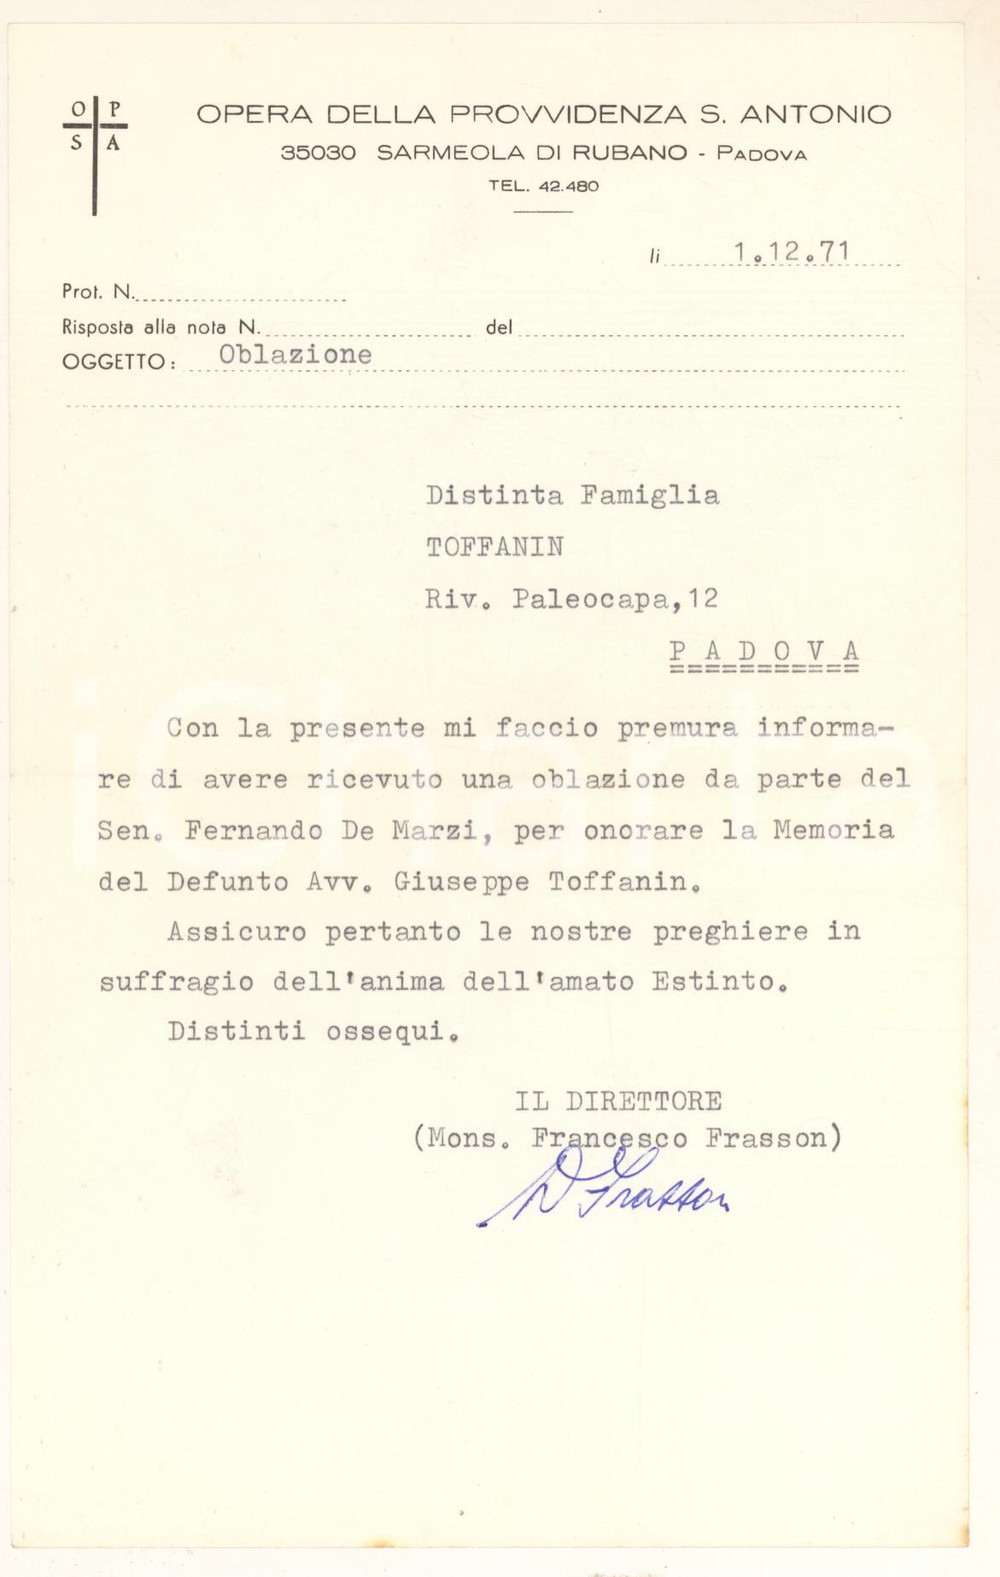 O P
S A
OPERA DELLA PROVVIDENZA S. ANTONIO
35030 SARMEOLA DI RUBANO - PADOVA
TEL. 42.480
li 1.12.71
Prot. N.
Risposta alla nota N. del
OGGETTO: Oblazione
Distinta Famiglia
TOFFANIN
Riv. Paleocapa,12
P A D O V A
Con la presente mi faccio premura informa-
re di avere ricevuto una oblazione da parte del
Sen. Fernando De Marzi, per onorare la Memoria
del Defunto Avv. Giuseppe Toffanin.
Assicuro pertanto le nostre preghiere in
suffragio dell'anima dell'amato Estinto.
Distinti ossequi.
IL DIRETTORE
(Mons. Francesco Frasson)
D Frasson